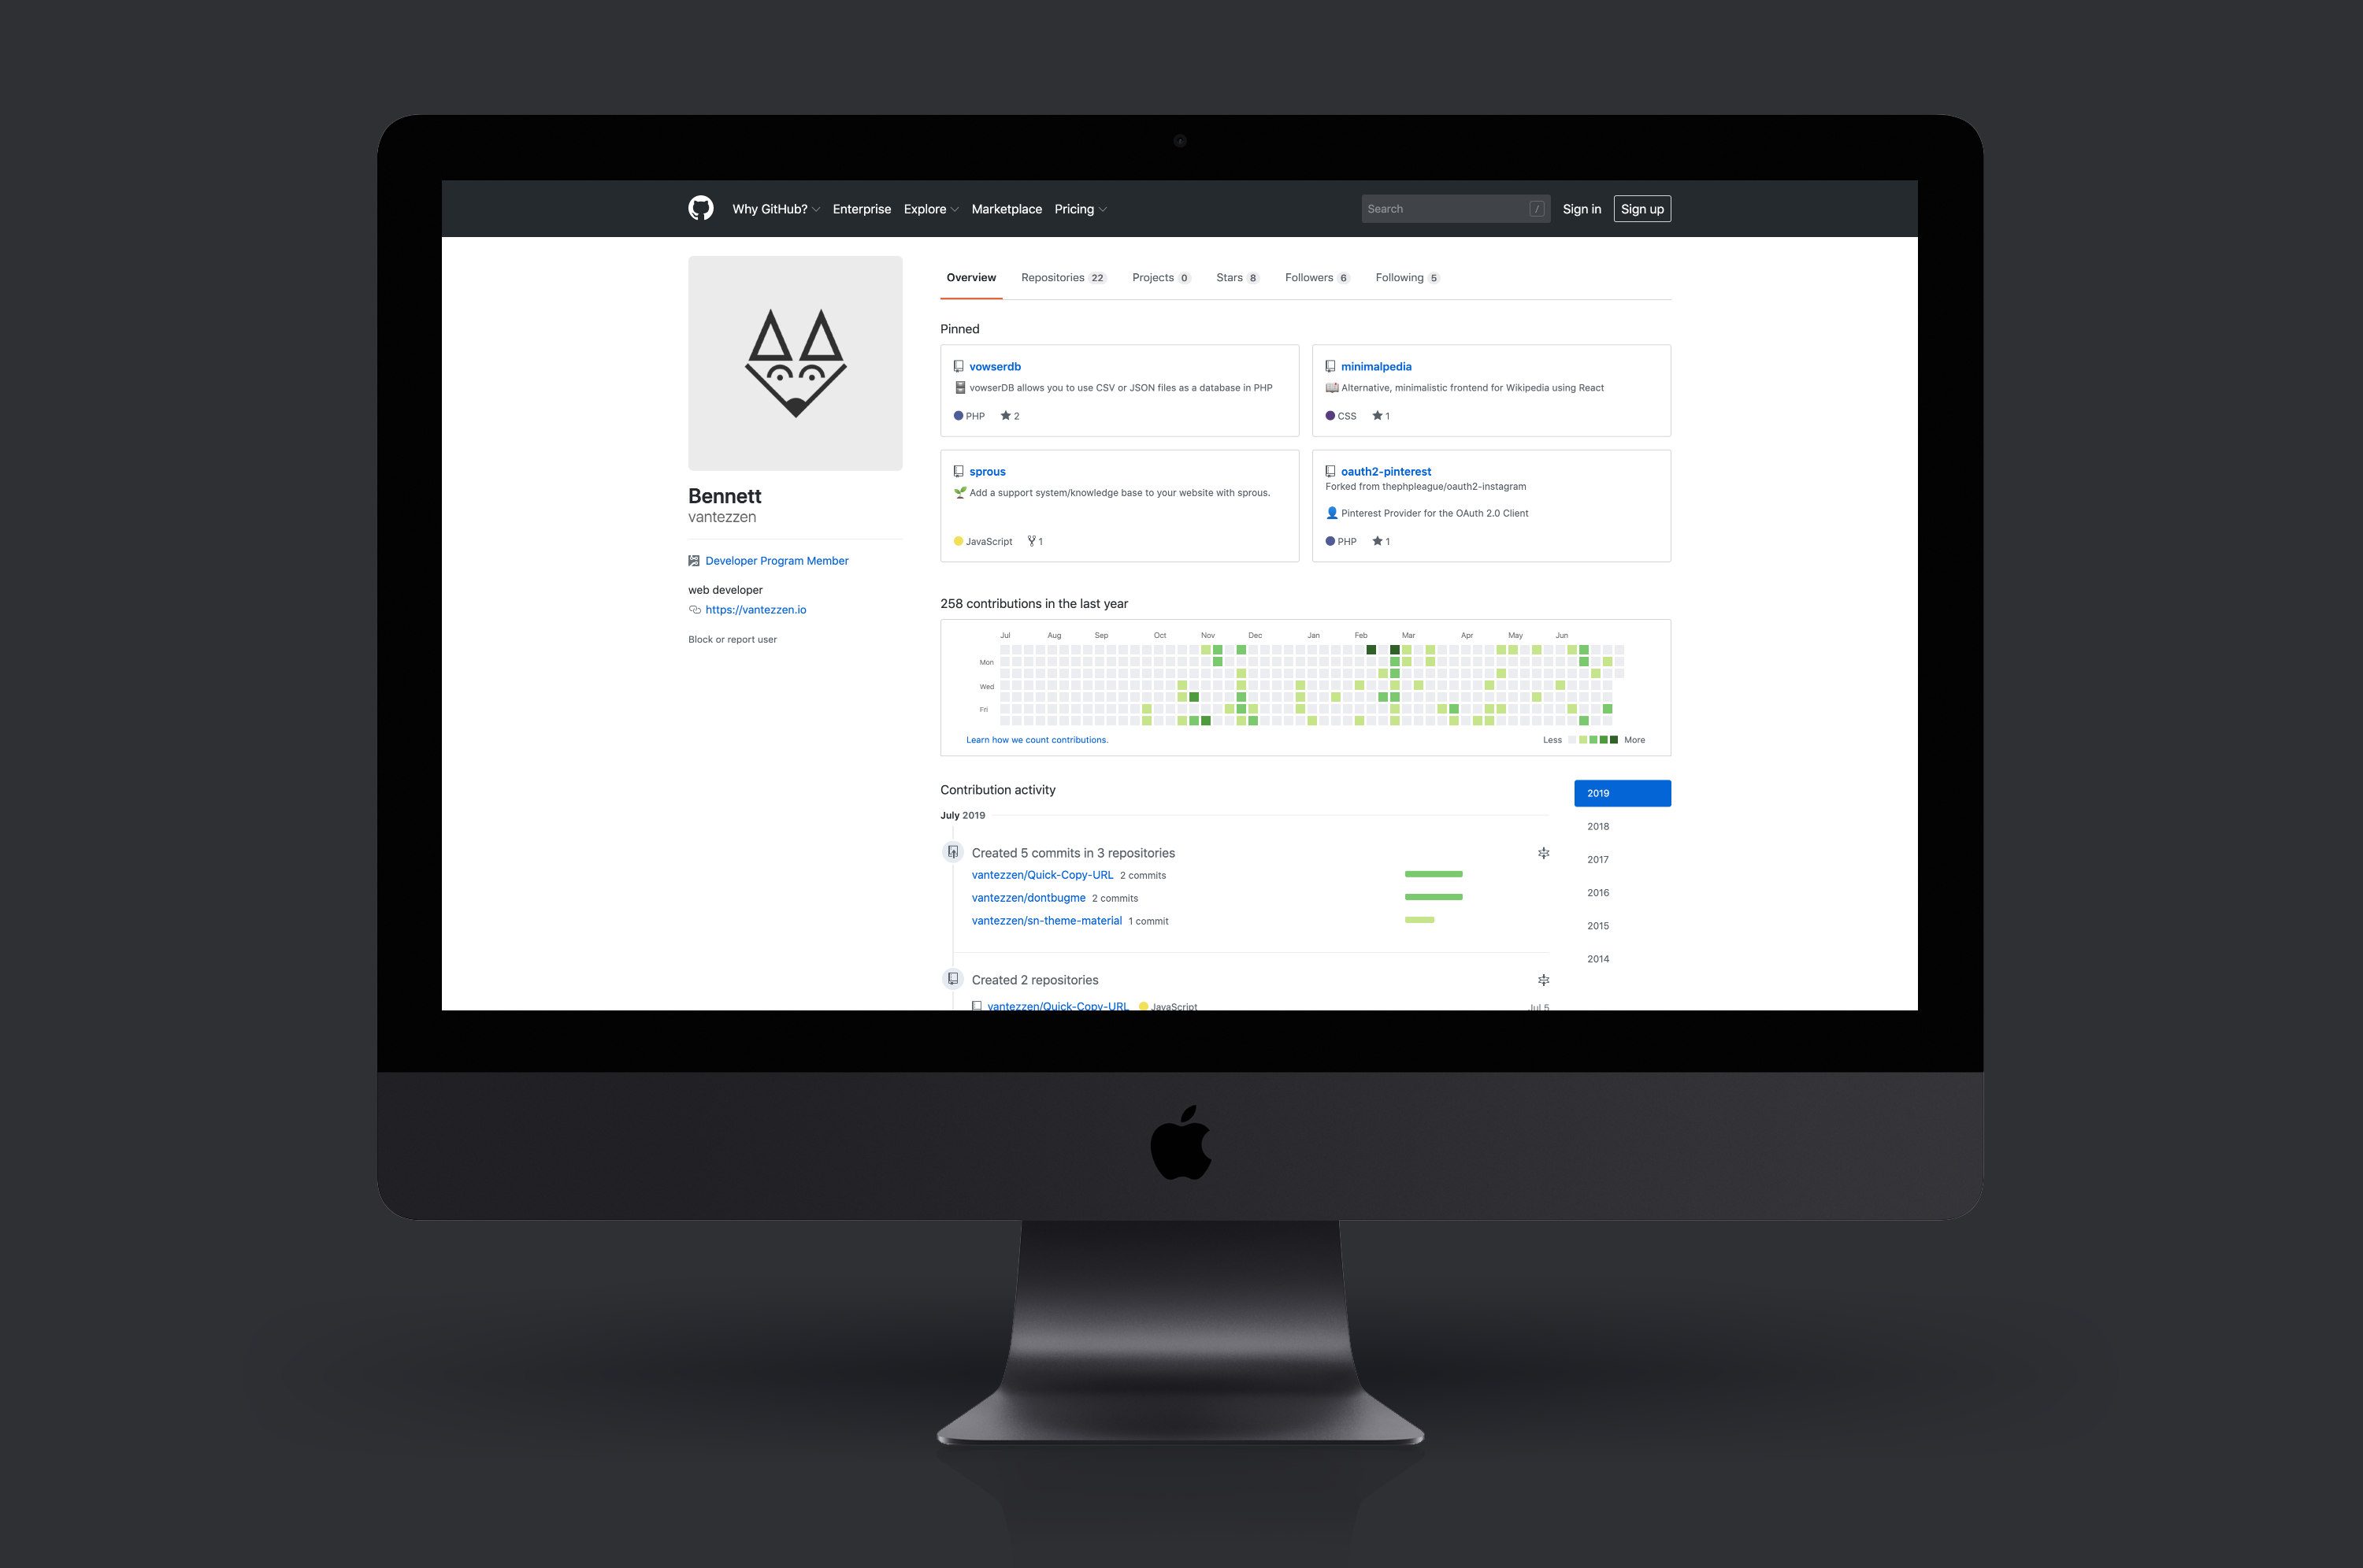 Why GitHub? Enterprise Explore Marketplace Pricing
Search /
Sign in Sign up
Overview Repositories 22 Projects 0 Stars 8 Followers 6 Following 5
Bennett
vantezzen
Developer Program Member
web developer
https://vantezzen.io
Block or report user
Pinned
vowserdb
vowserDB allows you to use CSV or JSON files as a database in PHP
PHP 2
minimalpedia
Alternative, minimalistic frontend for Wikipedia using React
CSS 1
sprous
Add a support system/knowledge base to your website with sprous.
JavaScript 1
oauth2-pinterest
Forked from thephpleague/oauth2-instagram
Pinterest Provider for the OAuth 2.0 Client
PHP 1
258 contributions in the last year
Jul Aug Sep Oct Nov Dec Jan Feb Mar Apr May Jun
Mon
Wed
Fri
Learn how we count contributions.
Less More
Contribution activity
2019
2018
2017
2016
2015
2014
July 2019
Created 5 commits in 3 repositories
vantezzen/Quick-Copy-URL 2 commits
vantezzen/dontbugme 2 commits
vantezzen/sn-theme-material 1 commit
Created 2 repositories
vantezzen/Quick-Copy-URL JavaScript Jul 5